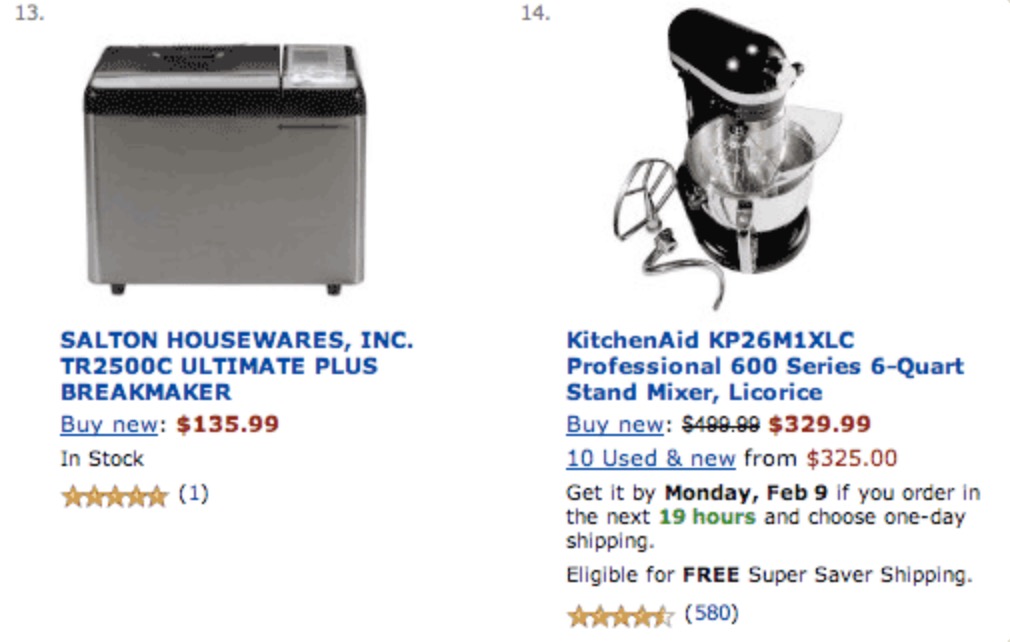 13.
SALTON HOUSEWARES, INC.
TR2500C ULTIMATE PLUS
BREAKMAKER
Buy new: $135.99
In Stock
(1)
14.
KitchenAid KP26M1XLC
Professional 600 Series 6-Quart
Stand Mixer, Licorice
Buy new: $499.99 $329.99
10 Used & new from $325.00
Get it by Monday, Feb 9 if you order in
the next 19 hours and choose one-day
shipping.
Eligible for FREE Super Saver Shipping.
(580)